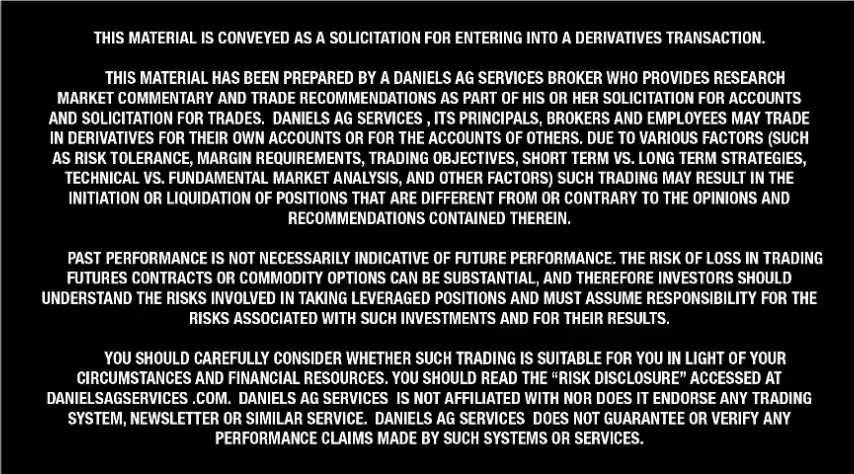 THIS MATERIAL IS CONVEYED AS A SOLICITATION FOR ENTERING INTO A DERIVATIVES TRANSACTION.
THIS MATERIAL HAS BEEN PREPARED BY A DANIELS AG SERVICES BROKER WHO PROVIDES RESEARCH
MARKET COMMENTARY AND TRADE RECOMMENDATIONS AS PART OF HIS OR HER SOLICITATION FOR ACCOUNTS
AND SOLICITATION FOR TRADES. DANIELS AG SERVICES , ITS PRINCIPALS, BROKERS AND EMPLOYEES MAY TRADE
IN DERIVATIVES FOR THEIR OWN ACCOUNTS OR FOR THE ACCOUNTS OF OTHERS. DUE TO VARIOUS FACTORS (SUCH
AS RISK TOLERANCE, MARGIN REQUIREMENTS, TRADING OBJECTIVES, SHORT TERM VS. LONG TERM STRATEGIES,
TECHNICAL VS. FUNDAMENTAL MARKET ANALYSIS, AND OTHER FACTORS) SUCH TRADING MAY RESULT IN THE
INITIATION OR LIQUIDATION OF POSITIONS THAT ARE DIFFERENT FROM OR CONTRARY TO THE OPINIONS AND
RECOMMENDATIONS CONTAINED THEREIN.
PAST PERFORMANCE IS NOT NECESSARILY INDICATIVE OF FUTURE PERFORMANCE. THE RISK OF LOSS IN TRADING
FUTURES CONTRACTS OR COMMODITY OPTIONS CAN BE SUBSTANTIAL, AND THEREFORE INVESTORS SHOULD
UNDERSTAND THE RISKS INVOLVED IN TAKING LEVERAGED POSITIONS AND MUST ASSUME RESPONSIBILITY FOR THE
RISKS ASSOCIATED WITH SUCH INVESTMENTS AND FOR THEIR RESULTS.
YOU SHOULD CAREFULLY CONSIDER WHETHER SUCH TRADING IS SUITABLE FOR YOU IN LIGHT OF YOUR
CIRCUMSTANCES AND FINANCIAL RESOURCES. YOU SHOULD READ THE “RISK DISCLOSURE” ACCESSED AT
DANIELSAGSERVICES .COM. DANIELS AG SERVICES IS NOT AFFILIATED WITH NOR DOES IT ENDORSE ANY TRADING
SYSTEM, NEWSLETTER OR SIMILAR SERVICE. DANIELS AG SERVICES DOES NOT GUARANTEE OR VERIFY ANY
PERFORMANCE CLAIMS MADE BY SUCH SYSTEMS OR SERVICES.